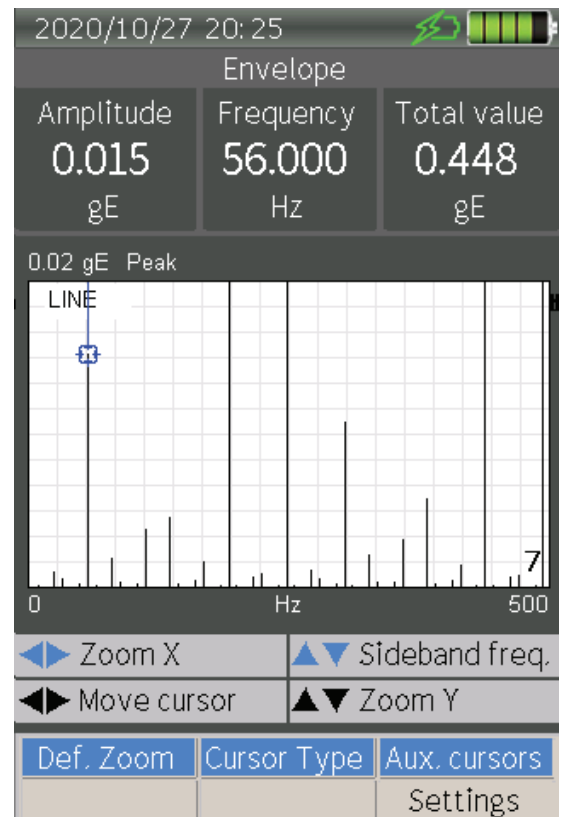 2020/10/27 20:25
Envelope
Amplitude Frequency Total value
0.015 56.000 0.448
gE Hz gE
0.02 gE Peak
LINE
7
0 Hz 500
◀▶ Zoom X ▲▼ Sideband freq.
◀▶ Move cursor ▲▼ Zoom Y
Def. Zoom Cursor Type Aux. cursors
Settings